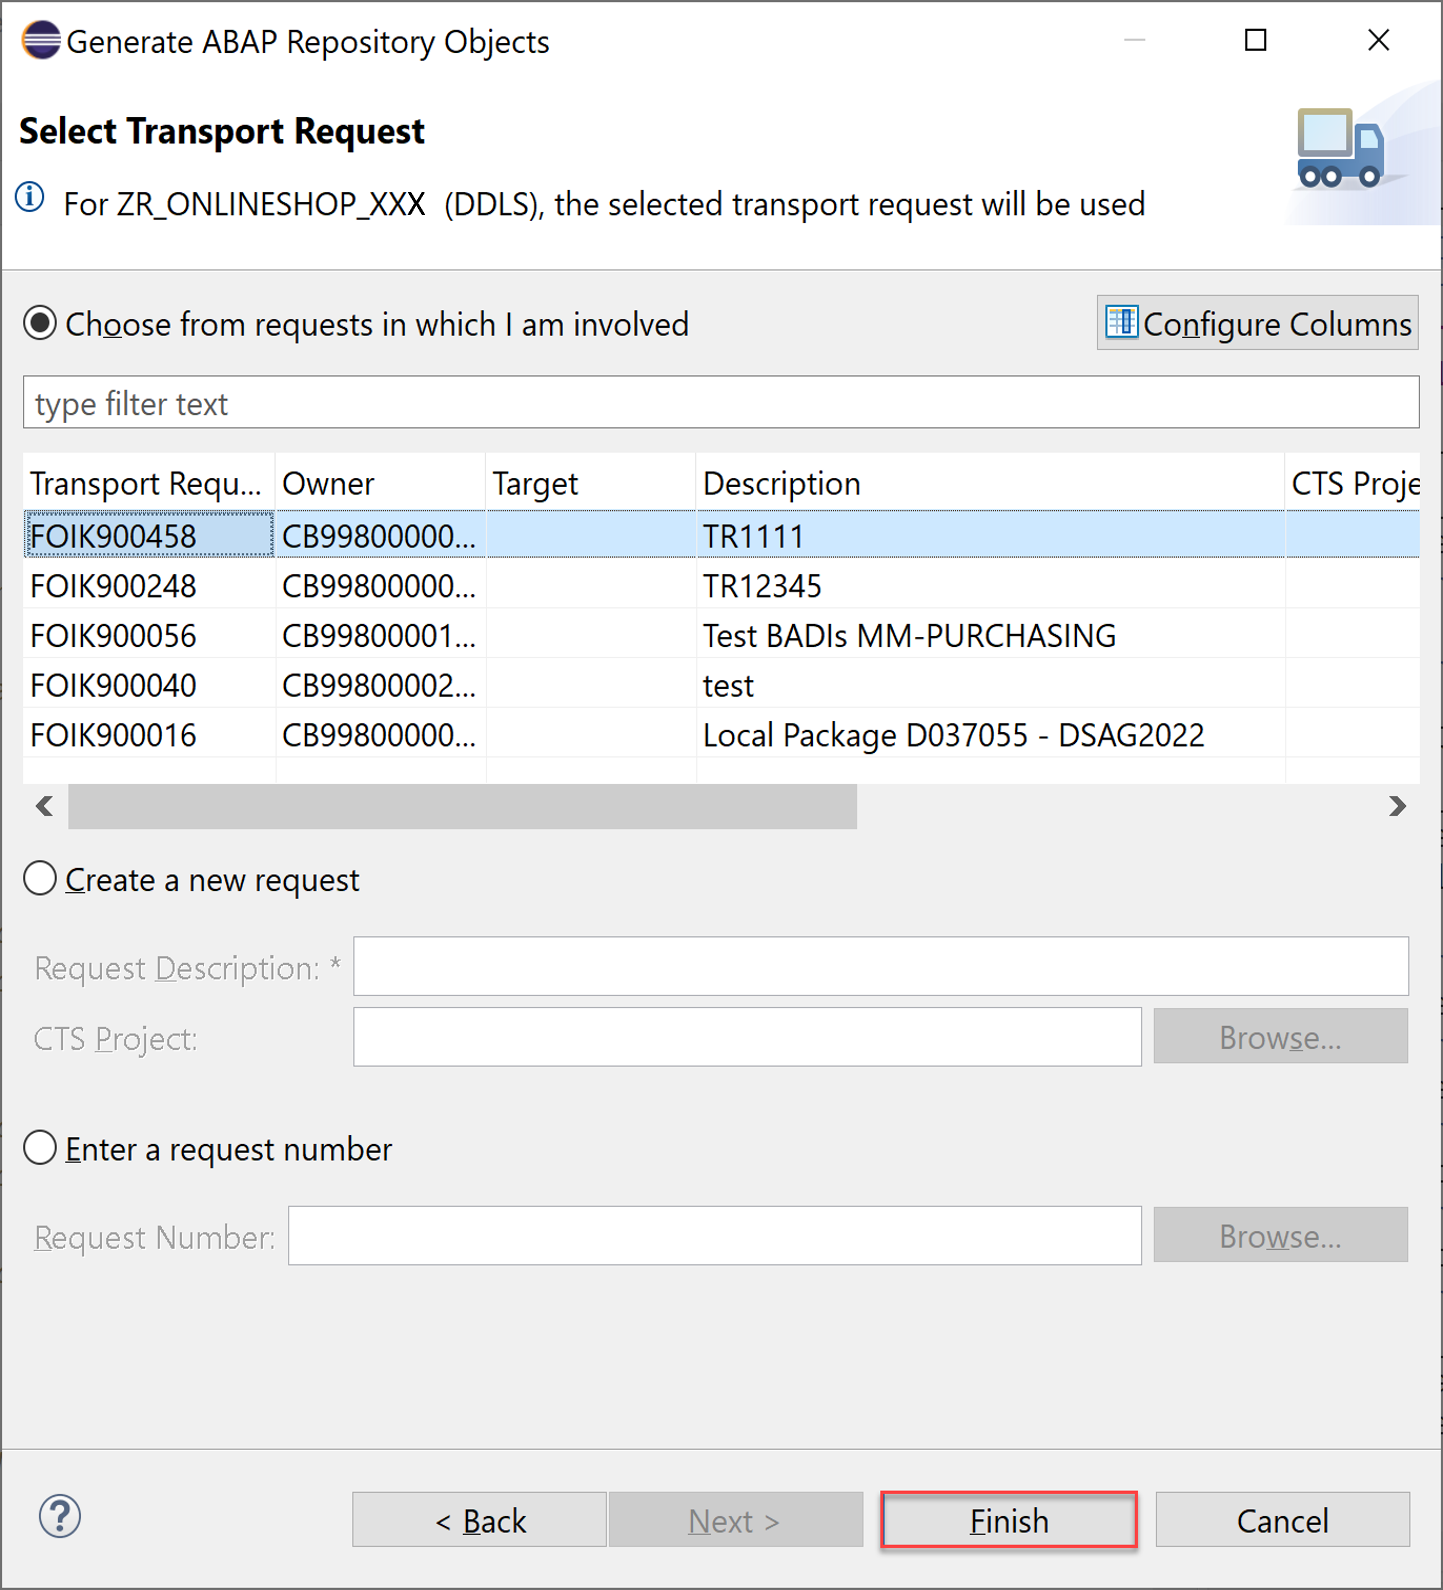 Generate ABAP Repository Objects
Select Transport Request
For ZR_ONLINESHOP_XXX (DDLS), the selected transport request will be used
Choose from requests in which I am involved
Configure Columns
type filter text
Transport Requ... Owner Target Description CTS Proje
FOIK900458 CB99800000... TR1111
FOIK900248 CB99800000... TR12345
FOIK900056 CB99800001... Test BADIs MM-PURCHASING
FOIK900040 CB99800002... test
FOIK900016 CB99800000... Local Package D037055 - DSAG2022
Create a new request
Request Description: *
CTS Project: Browse...
Enter a request number
Request Number: Browse...
? < Back Next > Finish Cancel